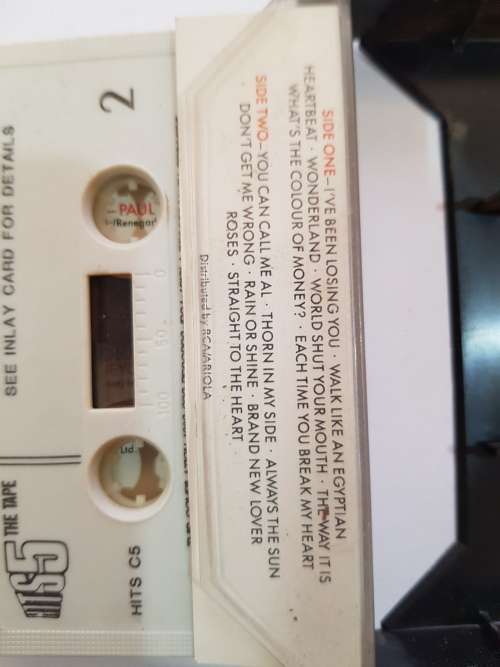 SIDE ONE–I'VE BEEN LOSING YOU · WALK LIKE AN EGYPTIAN
HEARTBEAT · WONDERLAND · WORLD SHUT YOUR MOUTH · THE WAY IT IS
WHAT'S THE COLOUR OF MONEY? · EACH TIME YOU BREAK MY HEART
SIDE TWO–YOU CAN CALL ME AL · THORN IN MY SIDE · ALWAYS THE SUN
DON'T GET ME WRONG · RAIN OR SHINE · BRAND NEW LOVER
ROSES · STRAIGHT TO THE HEART
Distributed by RCA/ARIOLA
2
–PAUL
0
50
100
Ltd.
HITS C5
HITS 5 THE TAPE
SEE INLAY CARD FOR DETAILS